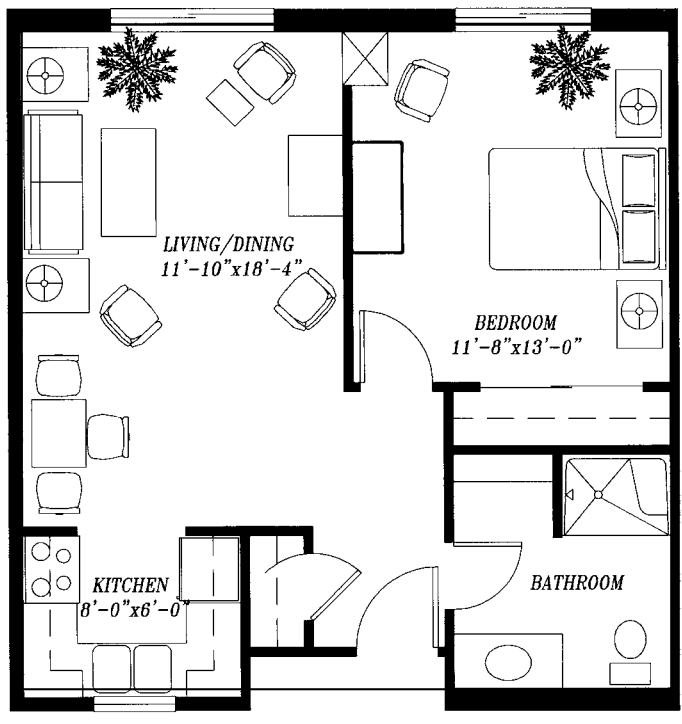 LIVING/DINING
11'-10"x18'-4"
BEDROOM
11'-8"x13'-0"
KITCHEN
8'-0"x6'-0"
BATHROOM